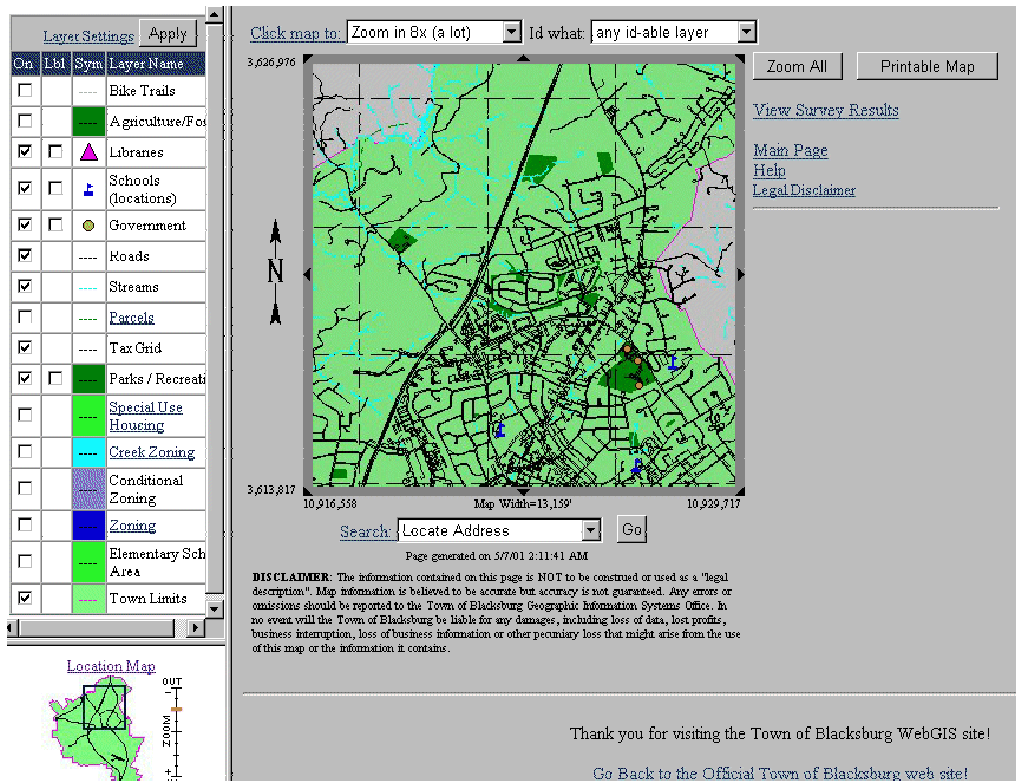 Layer Settings Apply
On Lbl Sym Layer Name
Bike Trails
Agriculture/Fo
Libraries
Schools
(locations)
Government
Roads
Streams
Parcels
Tax Grid
Parks / Recreati
Special Use
Housing
Creek Zoning
Conditional
Zoning
Zoning
Elementary Sch
Area
Town Limits
Location Map
OUT
ZOOM
Click map to: Zoom in 8x (a lot) Id what: any id-able layer
3,626,976
N
3,613,817
10,916,558 Map Width=13,159' 10,929,717
Search: Locate Address Go
Page generated on 5/7/01 2:11:41 AM
DISCLAIMER: The information contained on this page is NOT to be construed or used as a "legal
description". Map information is believed to be accurate but accuracy is not guaranteed. Any errors or
omissions should be reported to the Town of Blacksburg Geographic Information Systems Office. In
no event will the Town of Blacksburg be liable for any damages, including loss of data, lost profits,
business interruption, loss of business information or other pecuniary loss that might arise from the use
of this map or the information it contains.
Zoom All Printable Map
View Survey Results
Main Page
Help
Legal Disclaimer
Thank you for visiting the Town of Blacksburg WebGIS site!
Go Back to the Official Town of Blacksburg web site!